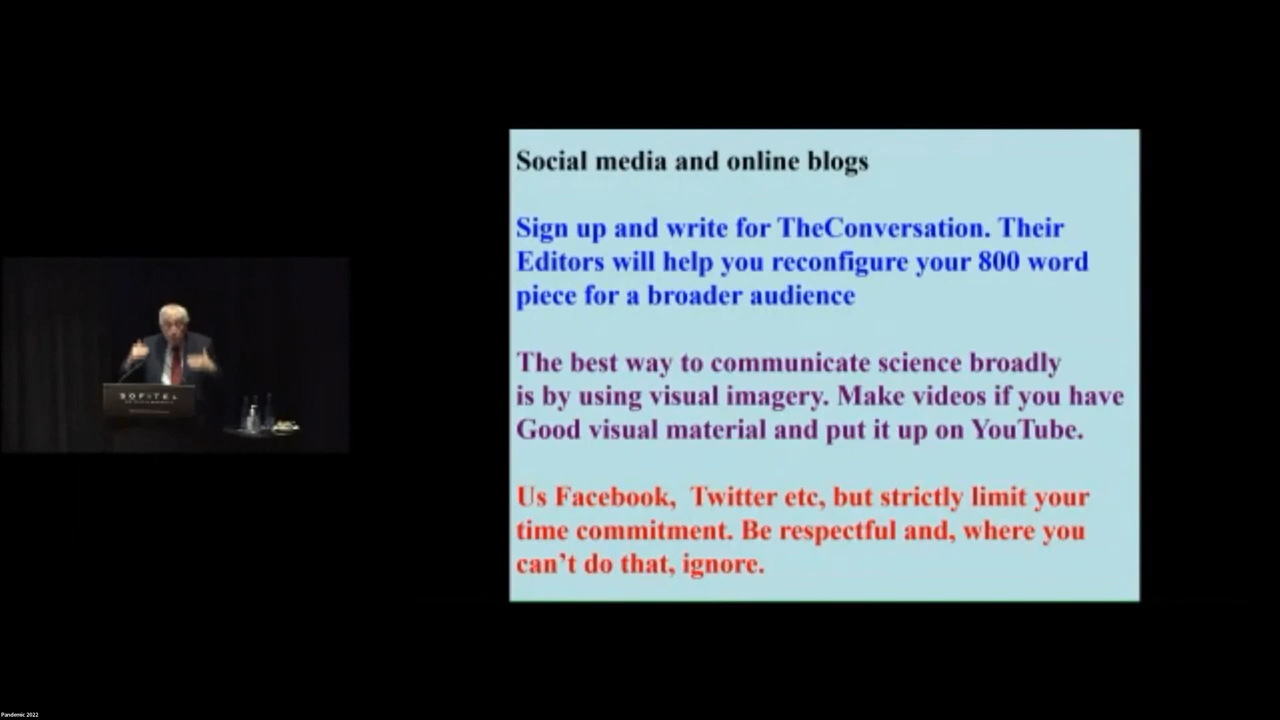 Social media and online blogs
Sign up and write for TheConversation. Their
Editors will help you reconfigure your 800 word
piece for a broader audience
The best way to communicate science broadly
is by using visual imagery. Make videos if you have
Good visual material and put it up on YouTube.
Us Facebook,  Twitter etc, but strictly limit your
time commitment. Be respectful and, where you
can’t do that, ignore.
SOFITEL
Pandemic 2022